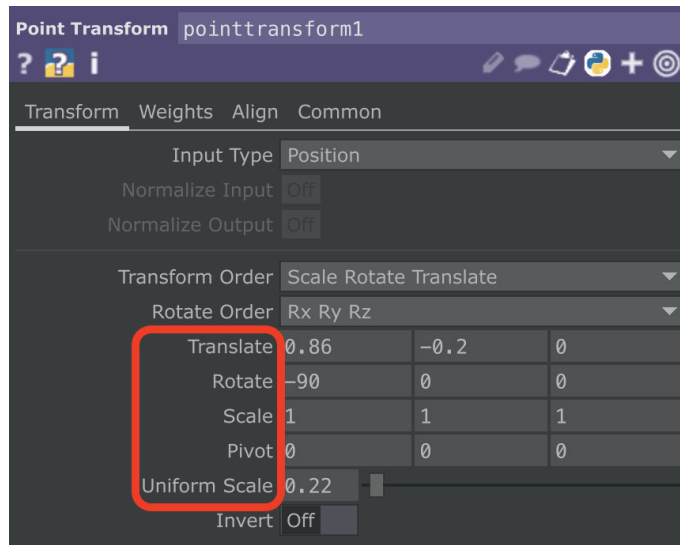 Point Transform pointtransform1
? ? i
Transform Weights Align Common
Input Type Position
Normalize Input Off
Normalize Output Off
Transform Order Scale Rotate Translate
Rotate Order Rx Ry Rz
Translate 0.86 -0.2 0
Rotate -90 0 0
Scale 1 1 1
Pivot 0 0 0
Uniform Scale 0.22
Invert Off